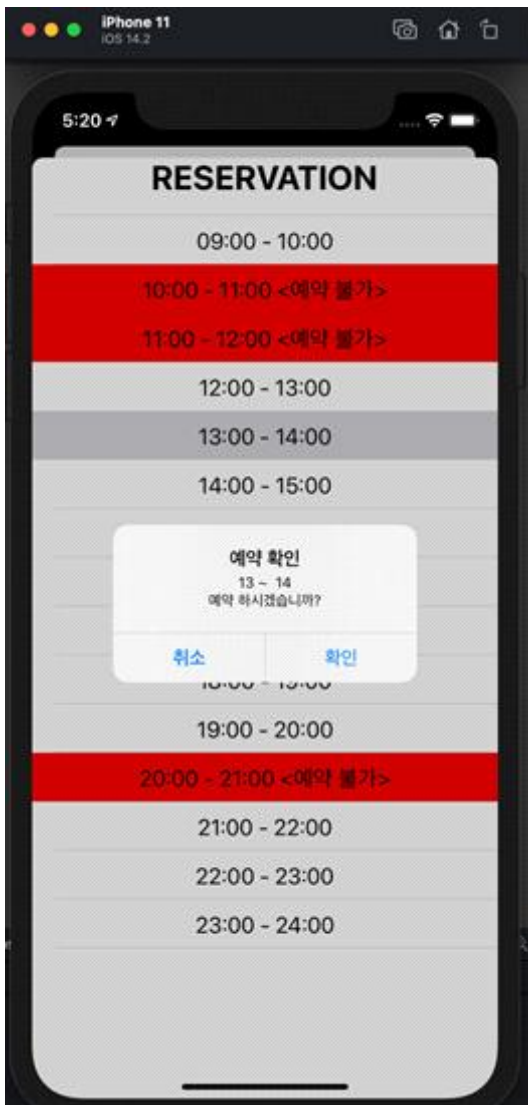 iPhone 11
iOS 14.2
5:20
RESERVATION
09:00 - 10:00
10:00 - 11:00 <예약 불가>
11:00 - 12:00 <예약 불가>
12:00 - 13:00
13:00 - 14:00
14:00 - 15:00
예약 확인
13 ~ 14
예약 하시겠습니까?
취소 확인
18:00 - 19:00
19:00 - 20:00
20:00 - 21:00 <예약 불가>
21:00 - 22:00
22:00 - 23:00
23:00 - 24:00